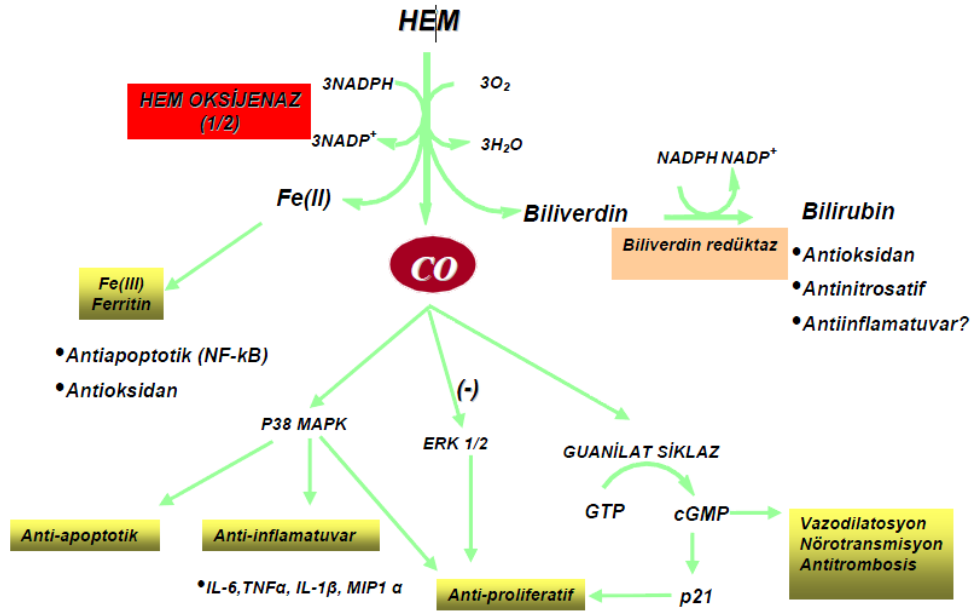 HEM
HEM OKSİJENAZ
(1/2)
3NADPH
3O₂
3NADP⁺
3H₂O
NADPH NADP⁺
Fe(II)
Biliverdin
Bilirubin
Biliverdin redüktaz
CO
•Antioksidan
•Antinitrosatif
•Antiinflamatuvar?
Fe(III)
Ferritin
•Antiapoptotik (NF-kB)
•Antioksidan
(-)
P38 MAPK
ERK 1/2
GUANİLAT SİKLAZ
GTP
cGMP
Vazodilatosyon
Nörotransmisyon
Antitrombosis
Anti-apoptotik
Anti-inflamatuvar
•IL-6,TNFα, IL-1β, MIP1 α
Anti-proliferatif
p21